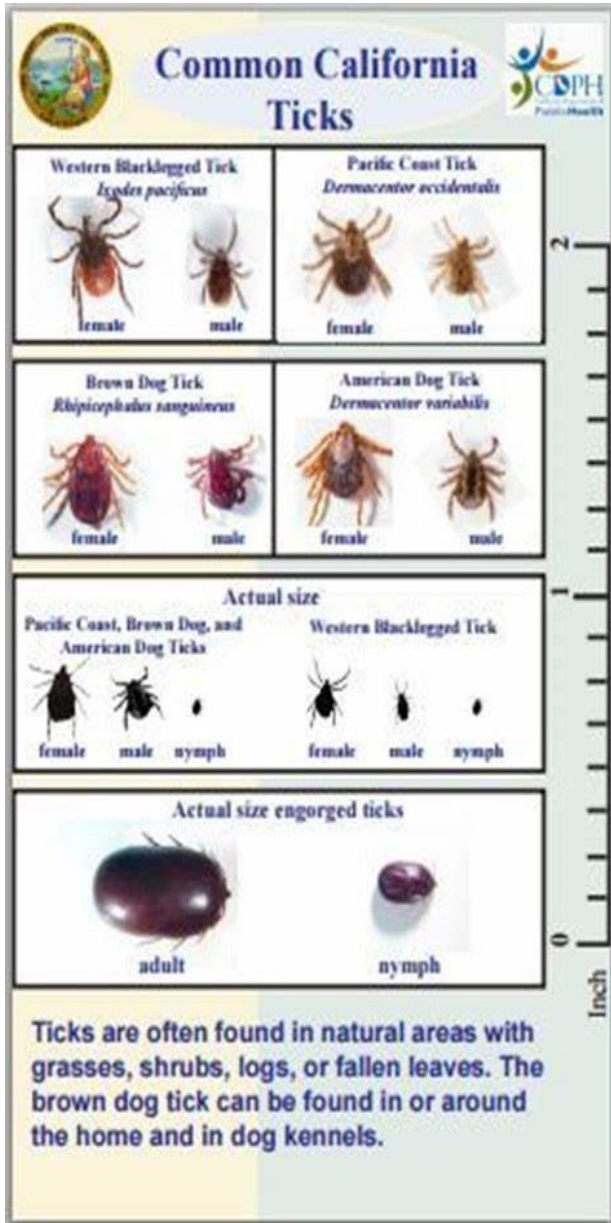 Common California
Ticks
CDPH
PublicHealth
Western Blacklegged Tick
Ixodes pacificus
female
male
Pacific Coast Tick
Dermacentor occidentalis
female
male
Brown Dog Tick
Rhipicephalus sanguineus
female
male
American Dog Tick
Dermacentor variabilis
female
male
Actual size
Pacific Coast, Brown Dog, and
American Dog Ticks
female
male
nymph
Western Blacklegged Tick
female
male
nymph
Actual size engorged ticks
adult
nymph
2
1
0
Inch
Ticks are often found in natural areas with
grasses, shrubs, logs, or fallen leaves. The
brown dog tick can be found in or around
the home and in dog kennels.